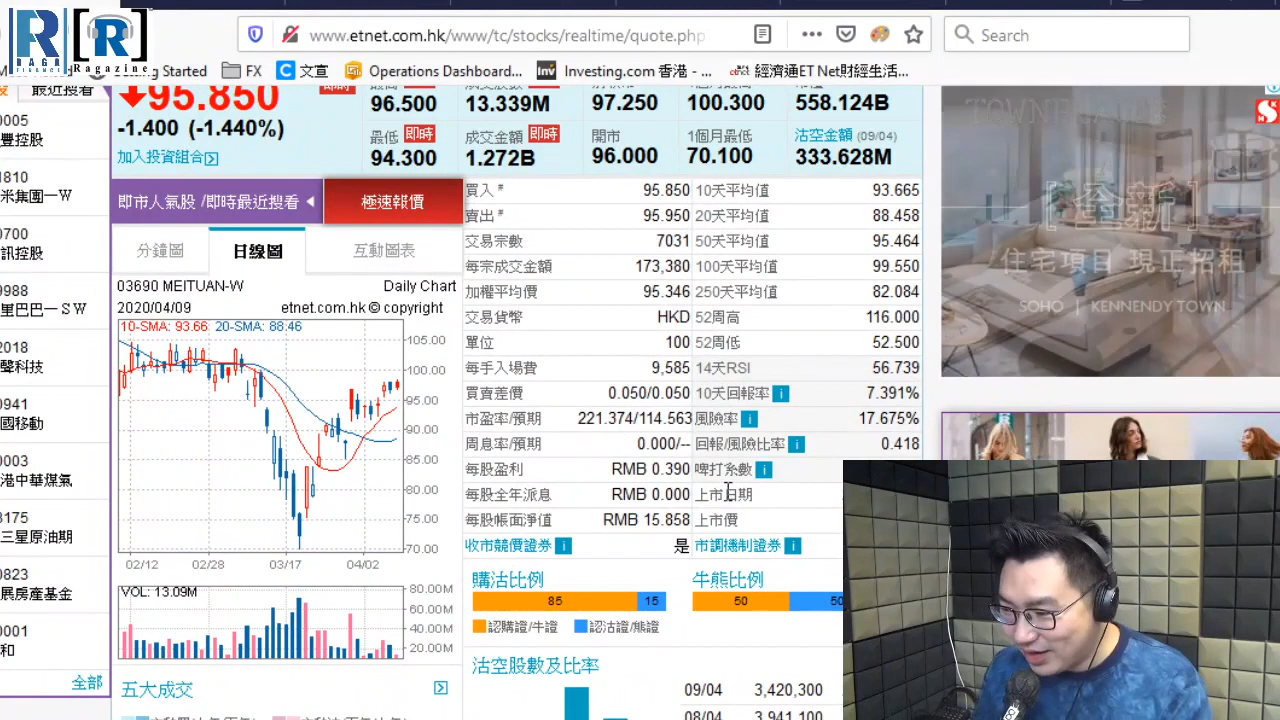 RAGA
FINANCE
Ragazine
www.etnet.com.hk/www/tc/stocks/realtime/quote.php
Search
Getting Started
FX
文宣
Operations Dashboard...
Inv
Investing.com 香港 - ...
etnet
經濟通ET Net財經生活...
最近搜看
95.850
-1.400 (-1.440%)
加入投資組合
即時
96.500
13.339M
97.250
100.300
558.124B
最低 即時
94.300
成交金額 即時
1.272B
開市
96.000
1個月最低
70.100
沽空金額 (09/04)
333.628M
0005
豐控股
1810
米集團一W
0700
訊控股
9988
里巴巴一ＳＷ
2018
聲科技
0941
國移動
0003
港中華煤氣
3175
三星原油期
0823
展房產基金
0001
和
全部
即市人氣股 /即時最近搜看
極速報價
分鐘圖
日線圖
互動圖表
03690 MEITUAN-W
Daily Chart
2020/04/09
etnet.com.hk © copyright
10-SMA: 93.66 20-SMA: 88.46
105.00
100.00
95.00
90.00
85.00
80.00
75.00
70.00
02/12 02/28 03/17 04/02
VOL: 13.09M
80.00M
60.00M
40.00M
20.00M
五大成交
買入 # 95.850 10天平均值 93.665
賣出 # 95.950 20天平均值 88.458
交易宗數 7031 50天平均值 95.464
每宗成交金額 173,380 100天平均值 99.550
加權平均價 95.346 250天平均值 82.084
交易貨幣 HKD 52周高 116.000
單位 100 52周低 52.500
每手入場費 9,585 14天RSI 56.739
買賣差價 0.050/0.050 10天回報率 i 7.391%
市盈率/預期 221.374/114.563 風險率 i 17.675%
周息率/預期 0.000/-- 回報/風險比率 i 0.418
每股盈利 RMB 0.390 啤打系數 i
每股全年派息 RMB 0.000 上市日期
每股帳面淨值 RMB 15.858 上市價
收市競價證券 i 是 市調機制證券 i
購沽比例
85 15
認購證/牛證 認沽證/熊證
牛熊比例
50 50
沽空股數及比率
09/04 3,420,300
08/04 3,941,100
[全新]
住宅項目 現正招租
SOHO | KENNENDY TOWN